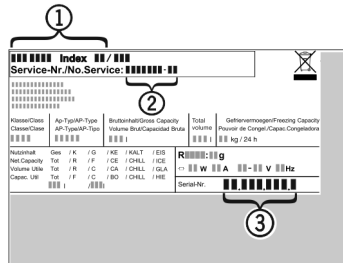 1
Index /
Service-Nr./No.Service: -
2
Klasse/Class Ap-Typ/AP-Type Bruttoinhalt/Gross Capacity Total Gefriervermoegen/Freezing Capacity
Classe/Clase AP-Type/AP-Tipo Volume Brut/Capacidad Bruta volume Pouvoir de Congel./Capac.Congeladora
l l kg / 24 h
Nutzinhalt Ges / R / G / KE / KALT / EIS
Net.Capacity Tot / R / F / CE / CHILL / ICE
Volume Utile Tot / R / C / CA / CHILL / GLA
Capac. Util Tot / F / C / BO / CHILL / HIE
l / l
R : g
W A - V Hz
Serial-Nr. . . .
3